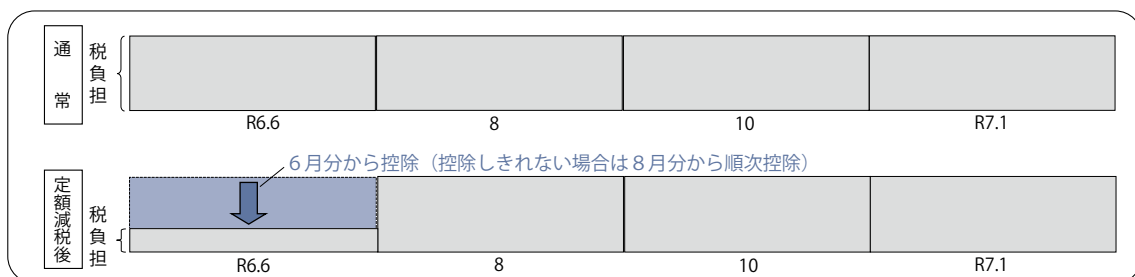 通常
税負担
R6.6 8 10 R7.1
6月分から控除(控除しきれない場合は8月分から順次控除)
定額減税後
税負担
R6.6 8 10 R7.1